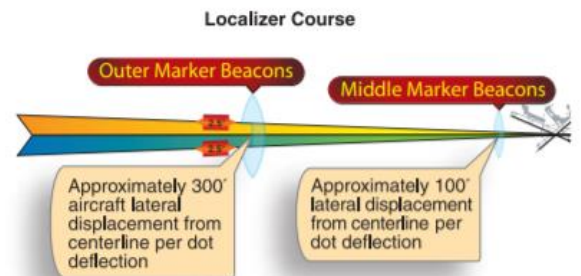 Localizer Course
Outer Marker Beacons
Middle Marker Beacons
Approximately 300″
aircraft lateral
displacement from
centerline per dot
deflection
Approximately 100″
lateral displacement
from centerline per
dot deflection